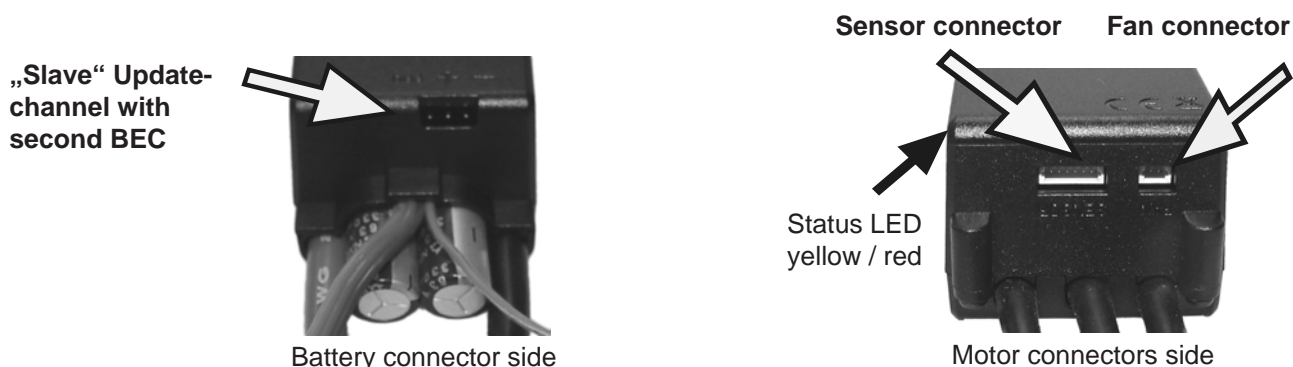 „Slave“ Update-
channel with
second BEC
Battery connector side
Sensor connector
Fan connector
Status LED
yellow / red
Motor connectors side